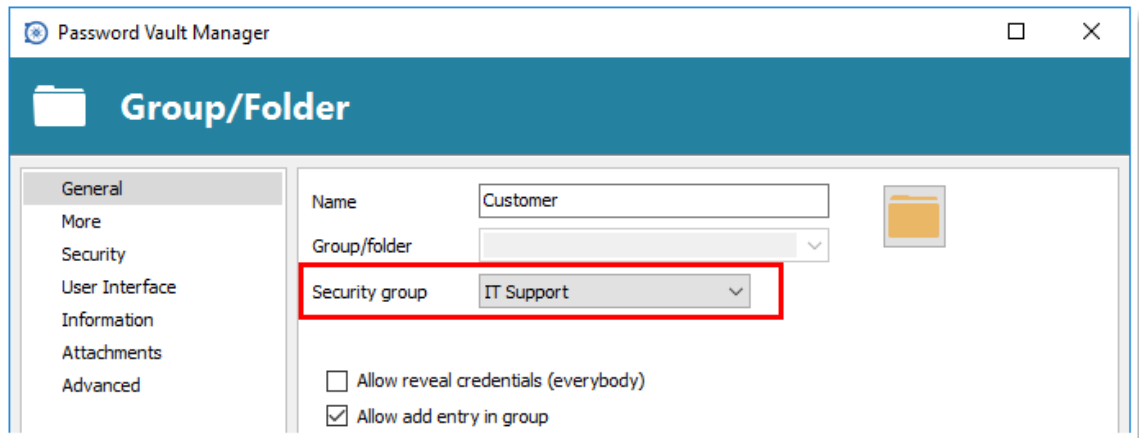 Password Vault Manager
Group/Folder
General
More
Security
User Interface
Information
Attachments
Advanced
Name Customer
Group/folder
Security group IT Support
Allow reveal credentials (everybody)
Allow add entry in group